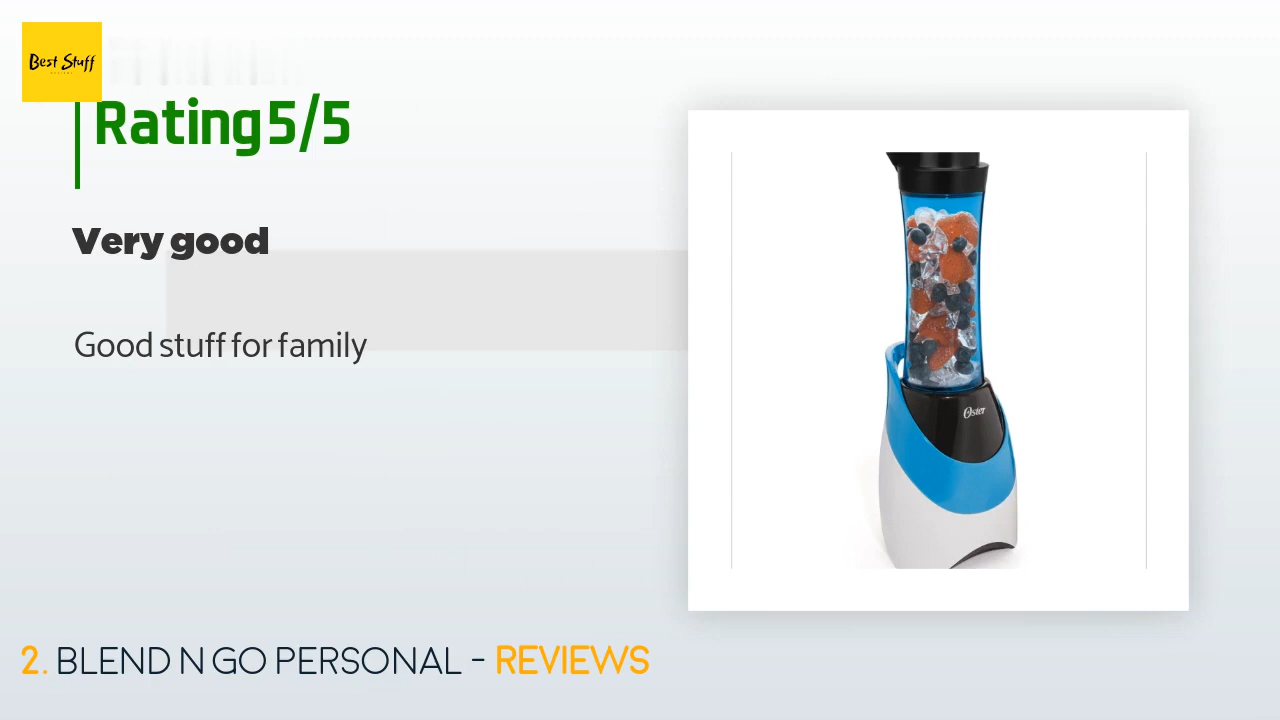 Best Stuff
Rating 5/5
Very good
Good stuff for family
Oster
2. BLEND N GO PERSONAL - REVIEWS